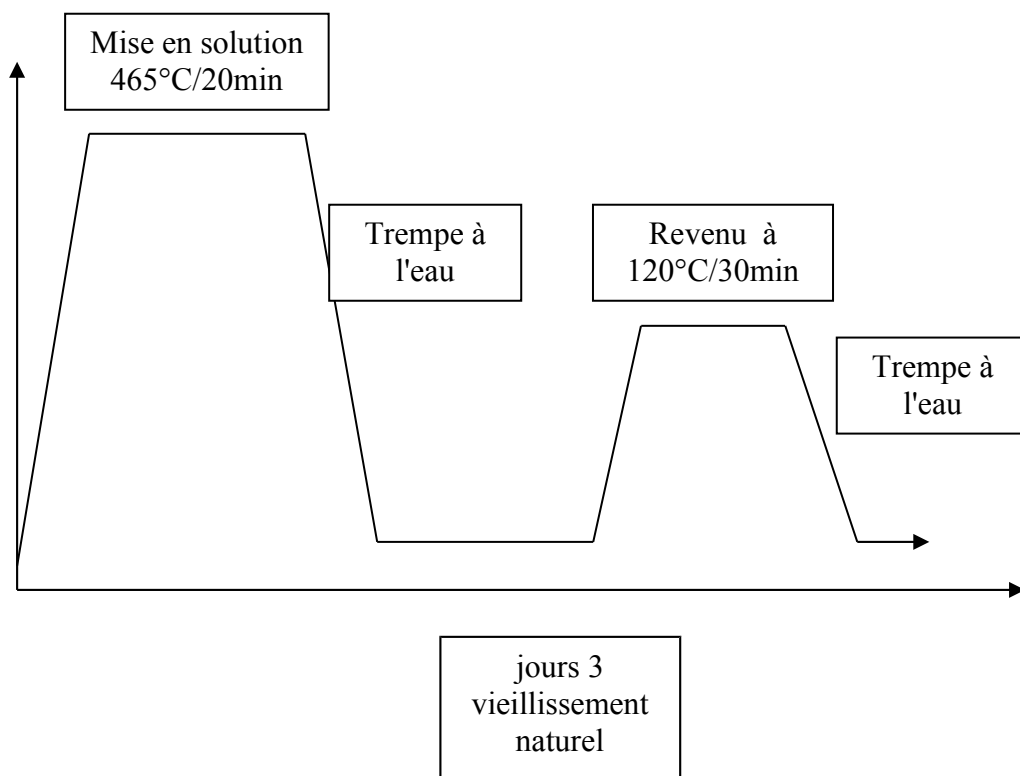 Mise en solution
465°C/20min
Trempe à
l'eau
Revenu à
120°C/30min
Trempe à
l'eau
jours 3
vieillissement
naturel